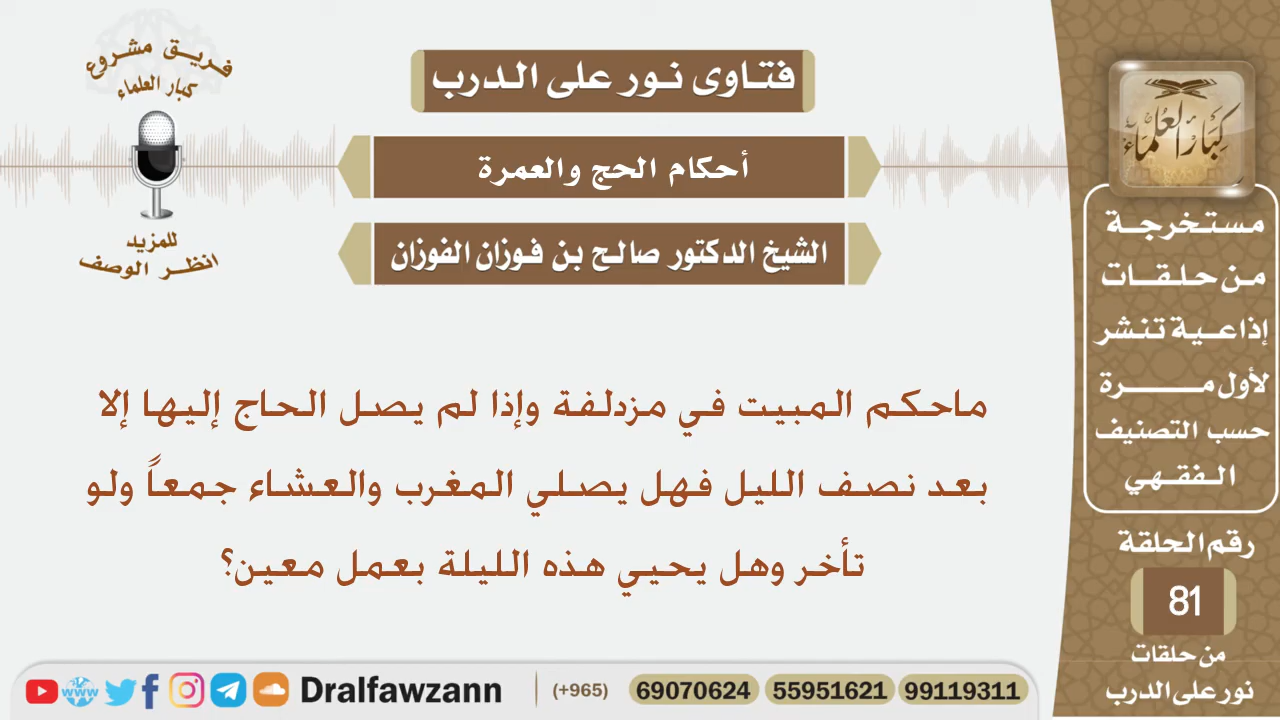 فريق مشروع
كبار العلماء
للمزيد
انظر الوصف
فتاوى نور على الدرب
أحكام الحج والعمرة
الشيخ الدكتور صالح بن فوزان الفوزان
ماحكم المبيت في مزدلفة وإذا لم يصل الحاج إليها إلا
بعد نصف الليل فهل يصلي المغرب والعشاء جمعاً ولو
تأخر وهل يحيي هذه الليلة بعمل معين؟
كبار العلماء
مستخرجة
من حلقات
إذاعية تنشر
لأول مرة
حسب التصنيف
الفقهي
رقم الحلقة
81
من حلقات
نور على الدرب
www Dralfawzann (+965) 69070624 55951621 99119311